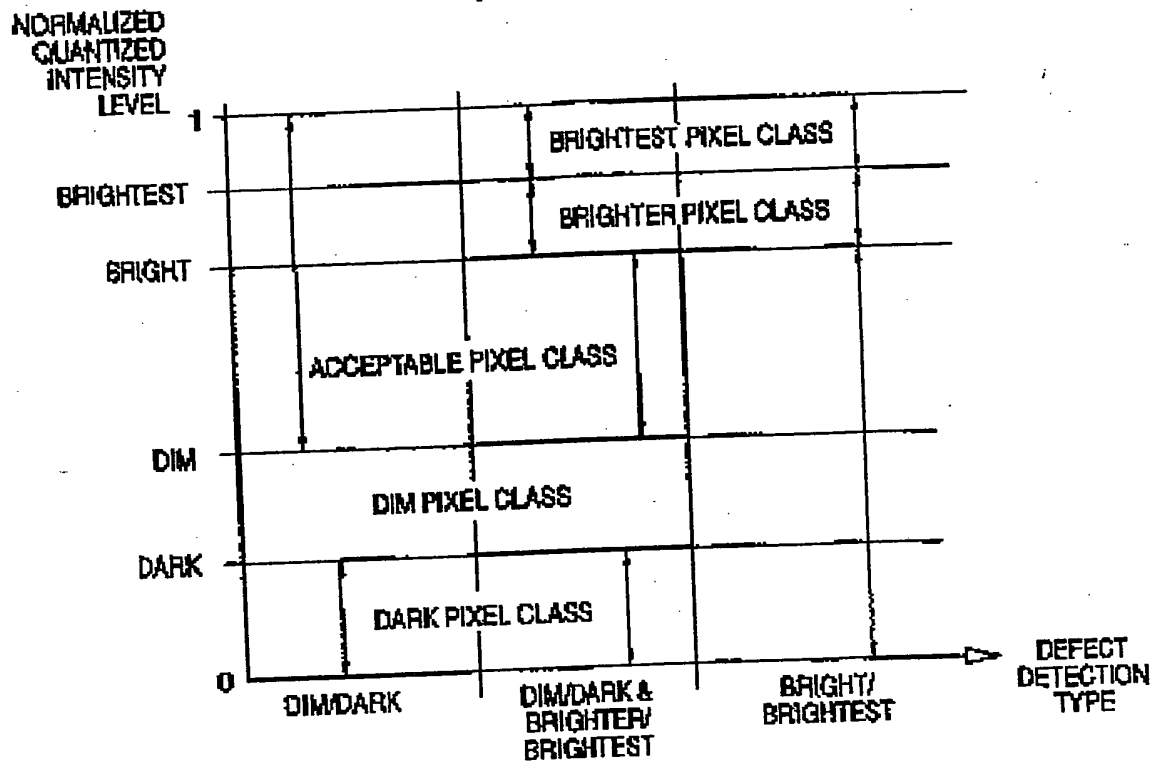 NORMALIZED
QUANTIZED
INTENSITY
LEVEL
1
BRIGHTEST PIXEL CLASS
BRIGHTEST
BRIGHTER PIXEL CLASS
BRIGHT
ACCEPTABLE PIXEL CLASS
DIM
DIM PIXEL CLASS
DARK
DARK PIXEL CLASS
0
DIM/DARK
DIM/DARK &
BRIGHTER/
BRIGHTEST
BRIGHT/
BRIGHTEST
DEFECT
DETECTION
TYPE